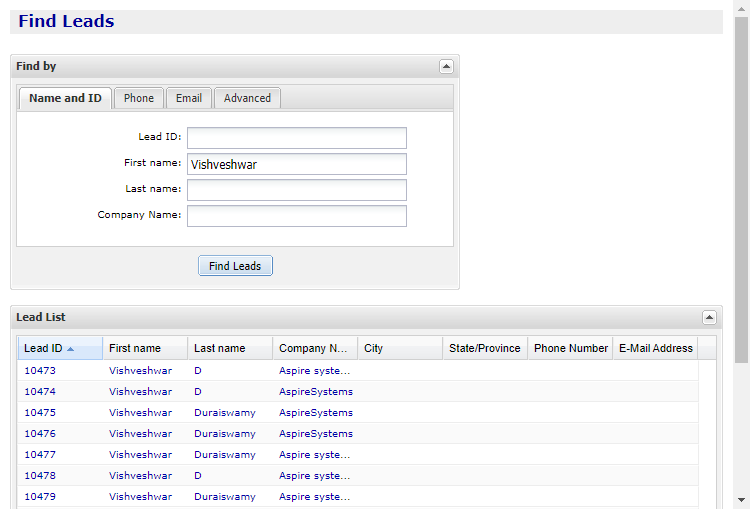 Find Leads
Find by
Name and ID Phone Email Advanced
Lead ID:
First name: Vishveshwar
Last name:
Company Name:
Find Leads
Lead List
Lead ID First name Last name Company N... City State/Province Phone Number E-Mail Address
10473 Vishveshwar D Aspire syste...
10474 Vishveshwar D AspireSystems
10475 Vishveshwar Duraiswamy AspireSystems
10476 Vishveshwar Duraiswamy AspireSystems
10477 Vishveshwar Duraiswamy Aspire syste...
10478 Vishveshwar D Aspire syste...
10479 Vishveshwar Duraiswamy Aspire syste...